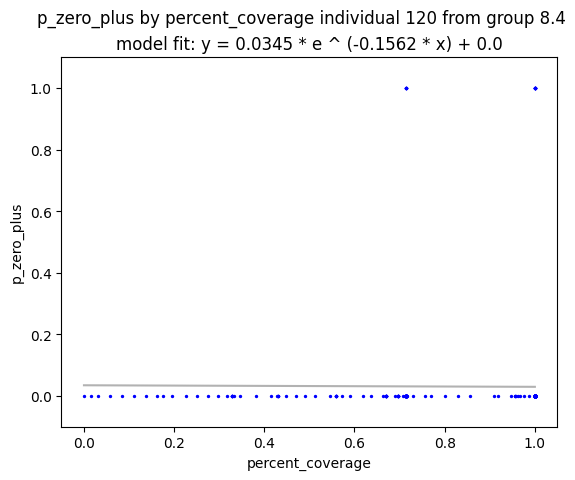 p_zero_plus by percent_coverage individual 120 from group 8.4
model fit: y = 0.0345 * e ^ (-0.1562 * x) + 0.0
1.0
0.8
0.6
0.4
0.2
0.0
p_zero_plus
0.0 0.2 0.4 0.6 0.8 1.0
percent_coverage